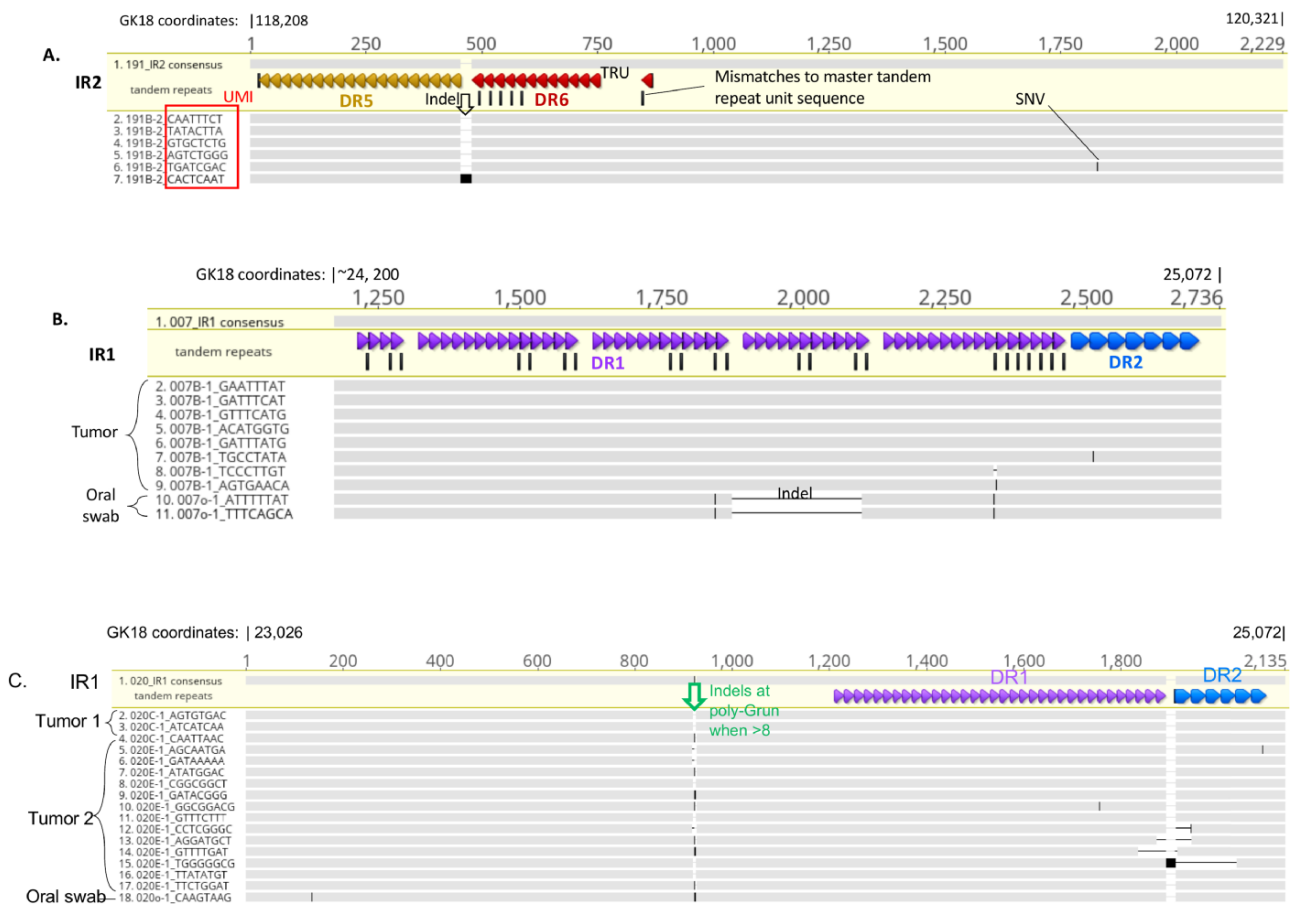 GK18 coordinates: |118,208 120,321|
A. 1 250 500 750 1,000 1,250 1,500 1,750 2,000 2,229
1. 191_IR2 consensus
IR2 tandem repeats TRU Mismatches to master tandem
UMI DR5 Indel DR6 repeat unit sequence SNV
2. 191B-2_CAATTTCT
3. 191B-2_TATACTTA
4. 191B-2_GTGCTCTG
5. 191B-2_AGTCTGGG
6. 191B-2_TGATCGAC
7. 191B-2_CACTCAAT
GK18 coordinates: |~24, 200 25,072 |
B. 1,250 1,500 1,750 2,000 2,250 2,500 2,736
1. 007_IR1 consensus
IR1 tandem repeats DR1 DR2
2. 007B-1_GAATTTAT
3. 007B-1_GATTTCAT
4. 007B-1_GTTTCATG
Tumor 5. 007B-1_ACATGGTG
6. 007B-1_GATTTATG
7. 007B-1_TGCCTATA
8. 007B-1_TCCCTTGT
9. 007B-1_AGTGAACA
Oral 10. 007o-1_ATTTTTAT Indel
swab 11. 007o-1_TTTCAGCA
GK18 coordinates: | 23,026 25,072|
1 200 400 600 800 1,000 1,200 1,400 1,600 1,800 2,135
C. IR1 1. 020_IR1 consensus DR1 DR2
tandem repeats Indels at
Tumor 1 2. 020C-1_AGTGTGAC poly-Grun
3. 020C-1_ATCATCAA when >8
4. 020C-1_CAATTAAC
5. 020E-1_AGCAATGA
6. 020E-1_GATAAAAA
7. 020E-1_ATATGGAC
8. 020E-1_CGGCGGCT
9. 020E-1_GATACGGG
10. 020E-1_GGCGGACG
Tumor 2 11. 020E-1_GTTTCTTT
12. 020E-1_CCTCGGGC
13. 020E-1_AGGATGCT
14. 020E-1_GTTTTGAT
15. 020E-1_TGGGGGCG
16. 020E-1_TTATATGT
17. 020E-1_TTCTGGAT
Oral swab 18. 020o-1_CAAGTAAG